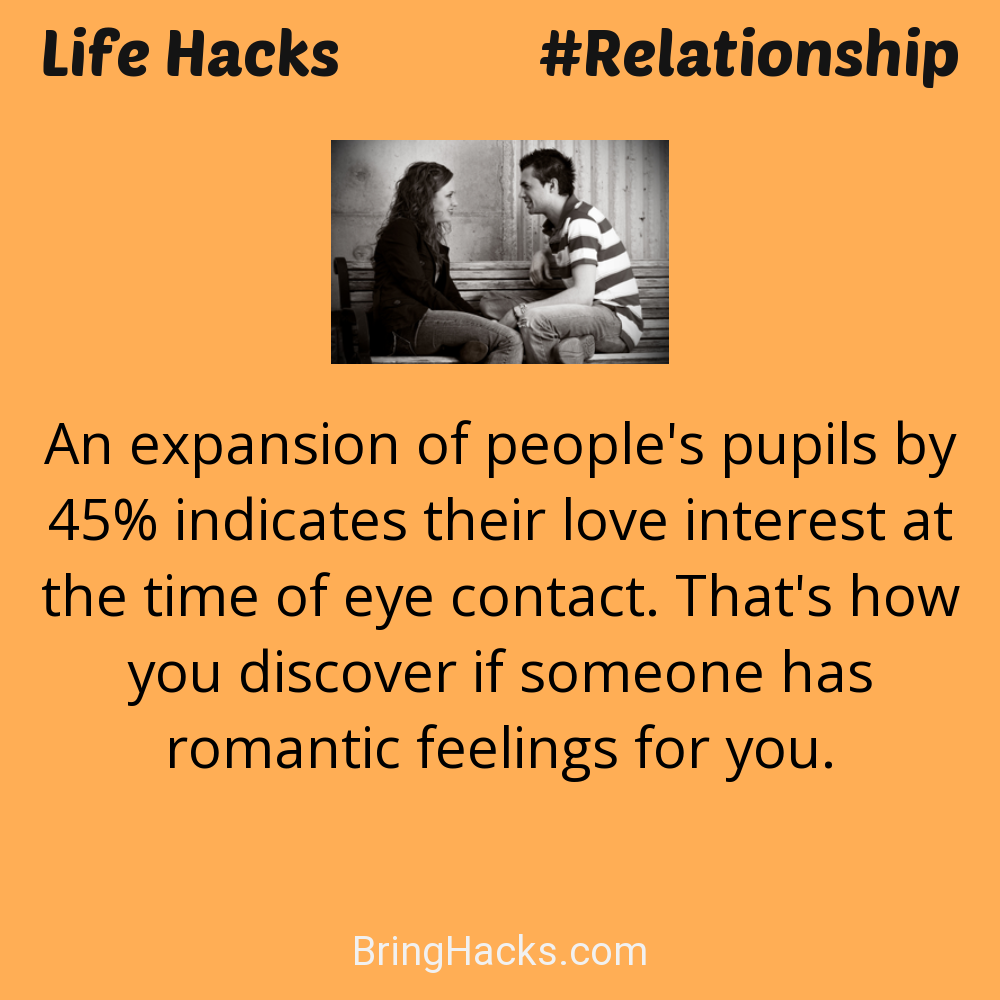 Life Hacks #Relationship
An expansion of people's pupils by
45% indicates their love interest at
the time of eye contact. That's how
you discover if someone has
romantic feelings for you.
BringHacks.com